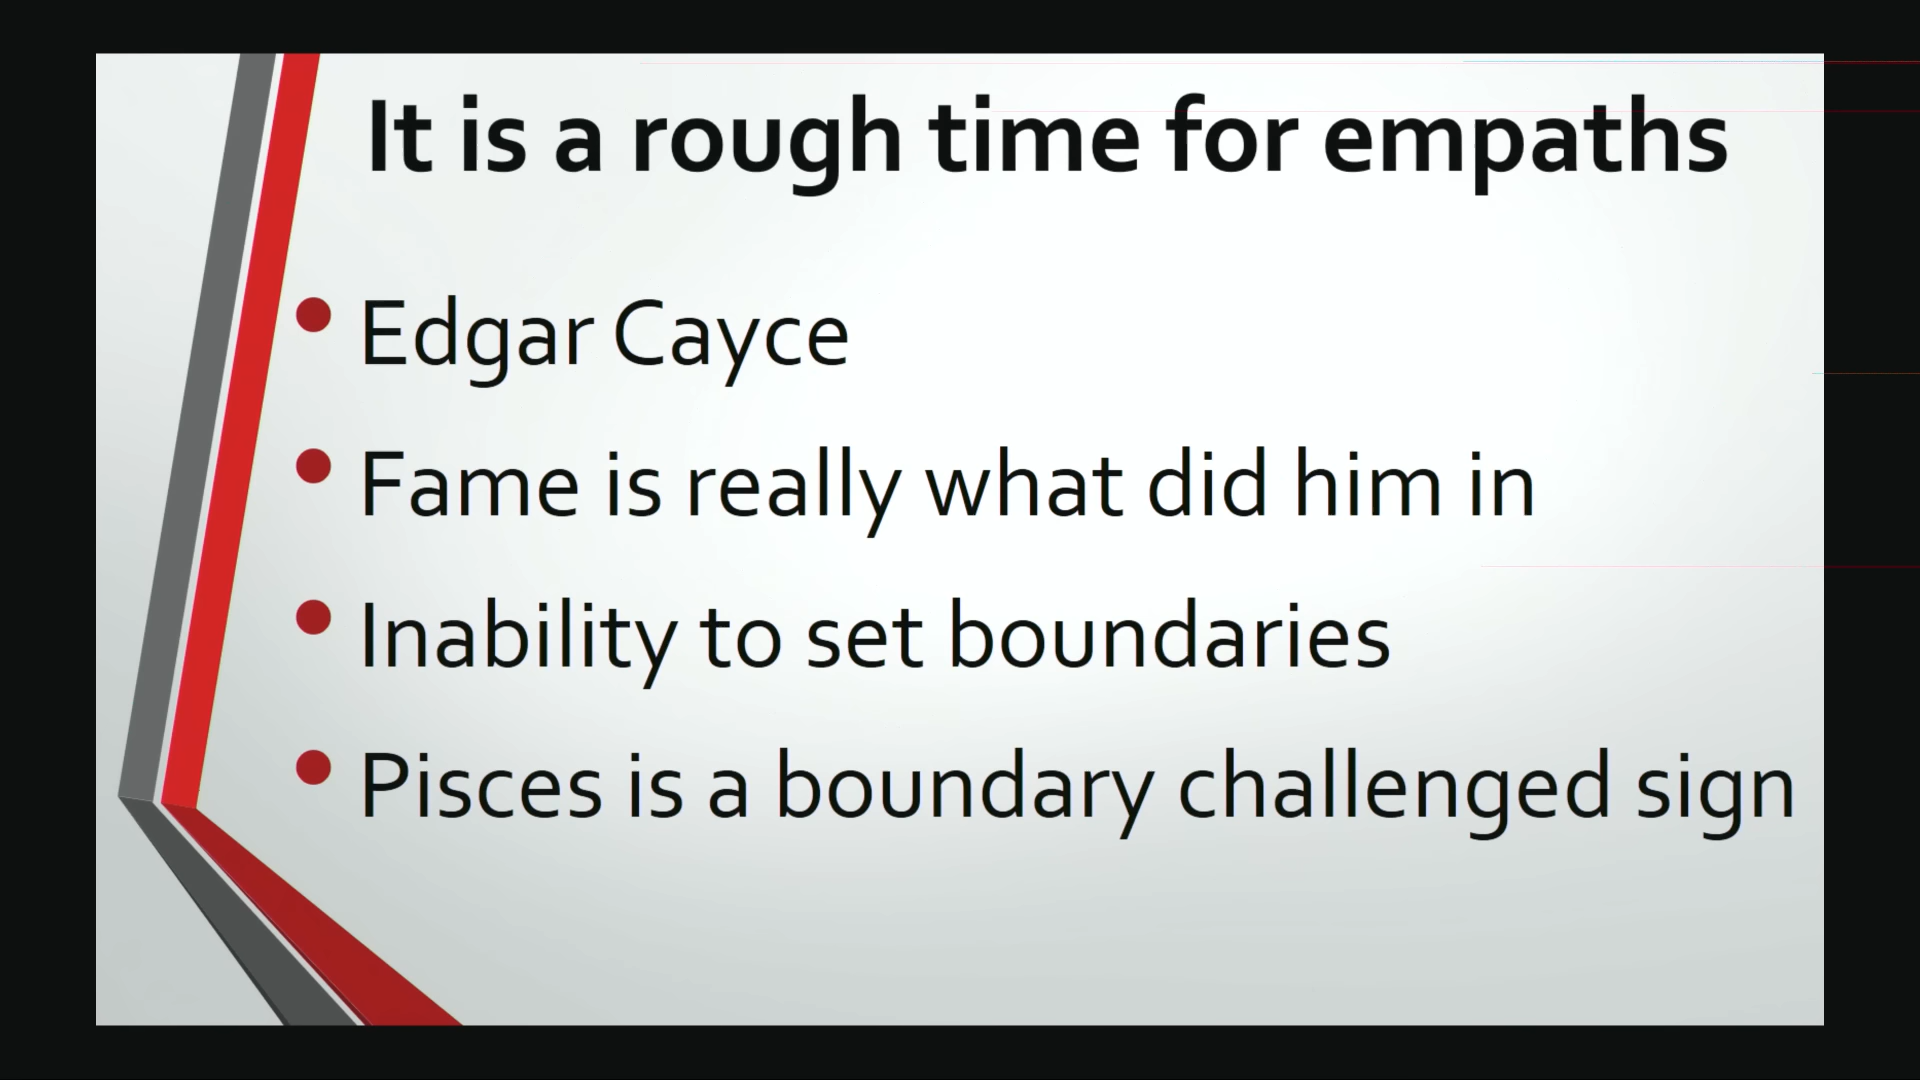 It is a rough time for empaths
• Edgar Cayce
• Fame is really what did him in
• Inability to set boundaries
• Pisces is a boundary challenged sign